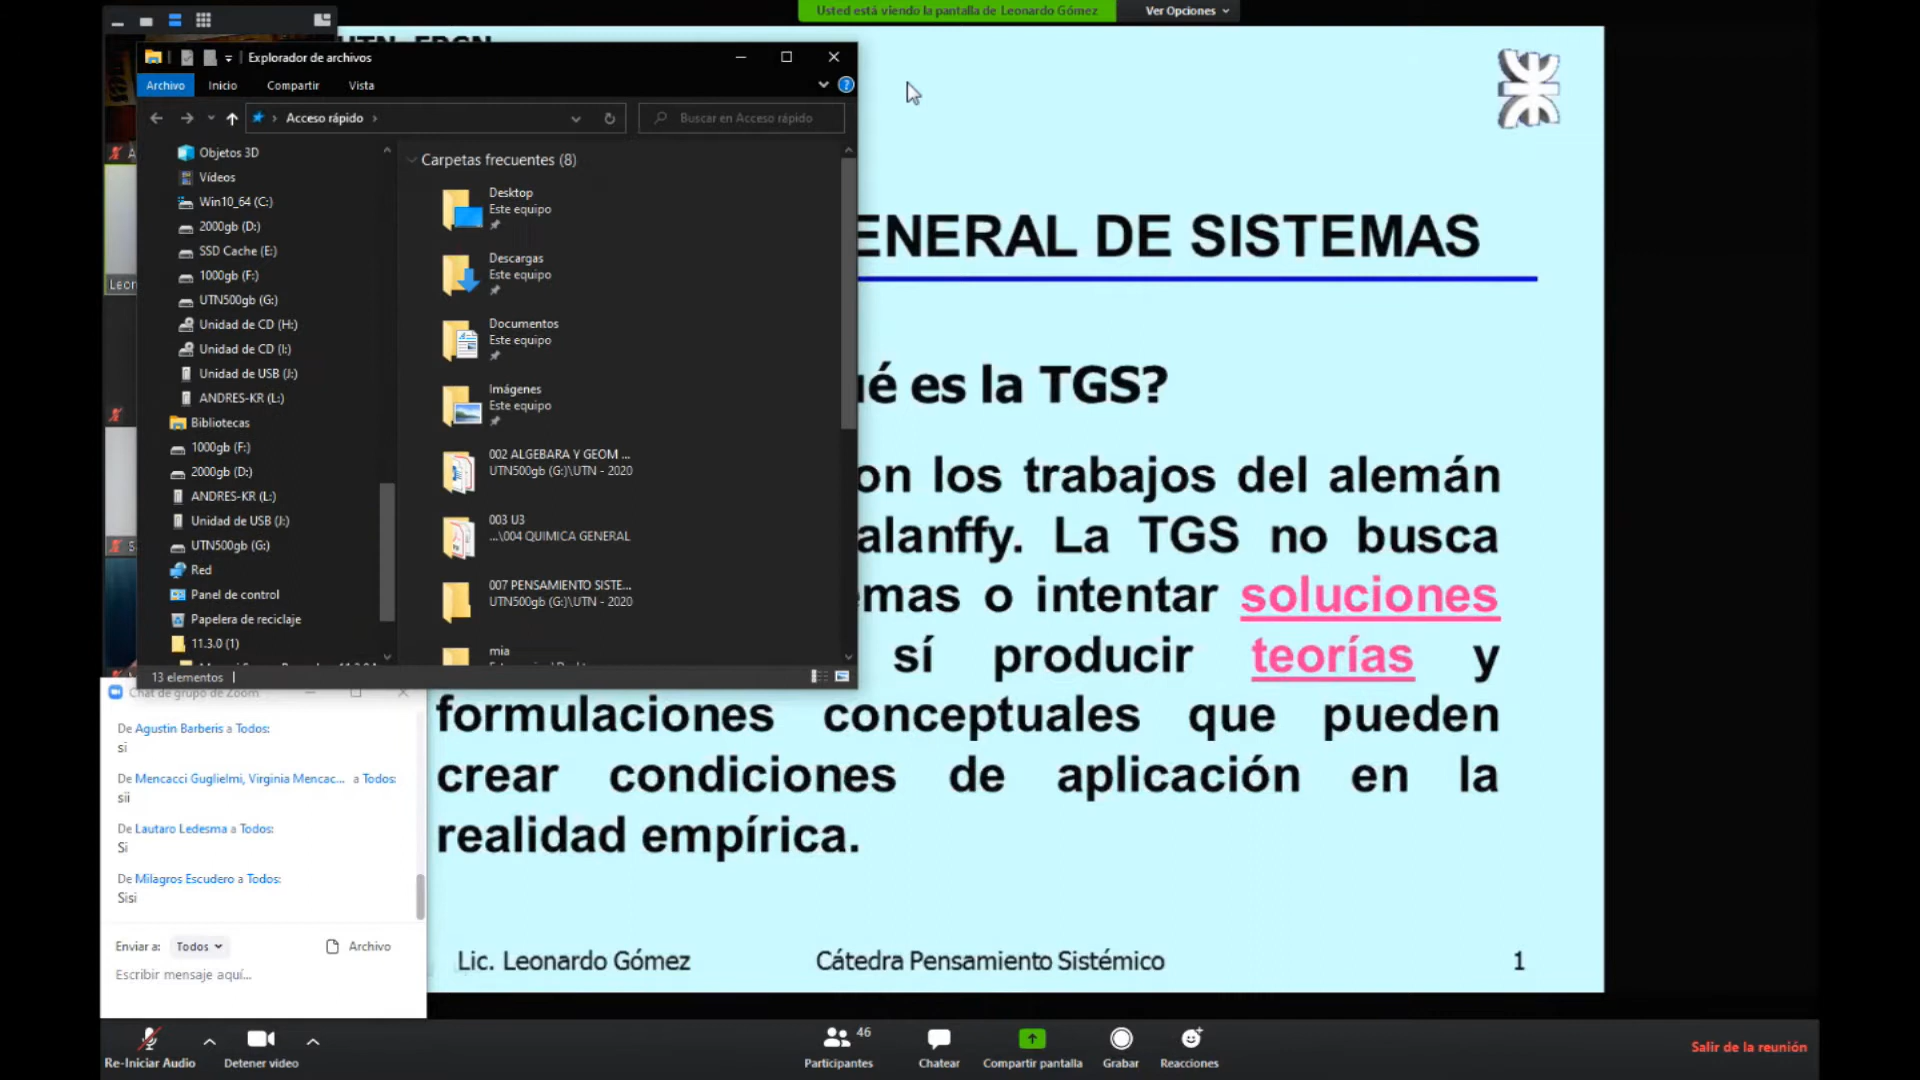 Usted está viendo la pantalla de Leonardo Gómez
Ver Opciones
UTN - FRCN
Explorador de archivos
Archivo
Inicio
Compartir
Vista
Acceso rápido
Buscar en Acceso rápido
Objetos 3D
Vídeos
Win10_64 (C:)
2000gb (D:)
SSD Cache (E:)
1000gb (F:)
UTN500gb (G:)
Unidad de CD (H:)
Unidad de CD (I:)
Unidad de USB (J:)
ANDRES-KR (L:)
Bibliotecas
1000gb (F:)
2000gb (D:)
ANDRES-KR (L:)
Unidad de USB (J:)
UTN500gb (G:)
Red
Panel de control
Papelera de reciclaje
11.3.0 (1)
Carpetas frecuentes (8)
Desktop
Este equipo
Descargas
Este equipo
Documentos
Este equipo
Imágenes
Este equipo
002 ALGEBARA Y GEOM ...
UTN500gb (G:)\UTN - 2020
003 U3
...\004 QUIMICA GENERAL
007 PENSAMIENTO SISTE...
UTN500gb (G:)\UTN - 2020
mia
13 elementos
A
Leon
S
ENERAL DE SISTEMAS
ué es la TGS?
on los trabajos del alemán
alanffy. La TGS no busca
emas o intentar soluciones
sí producir teorías y
formulaciones conceptuales que pueden
crear condiciones de aplicación en la
realidad empírica.
Lic. Leonardo Gómez
Cátedra Pensamiento Sistémico
1
Chat de grupo de Zoom
De Agustin Barberis a Todos:
si
De Mencacci Guglielmi, Virginia Mencac... a Todos:
sii
De Lautaro Ledesma a Todos:
Si
De Milagros Escudero a Todos:
Sisi
Enviar a: Todos
Archivo
Escribir mensaje aquí...
Re-Iniciar Audio
Detener video
46
Participantes
Chatear
Compartir pantalla
Grabar
Reacciones
Salir de la reunión